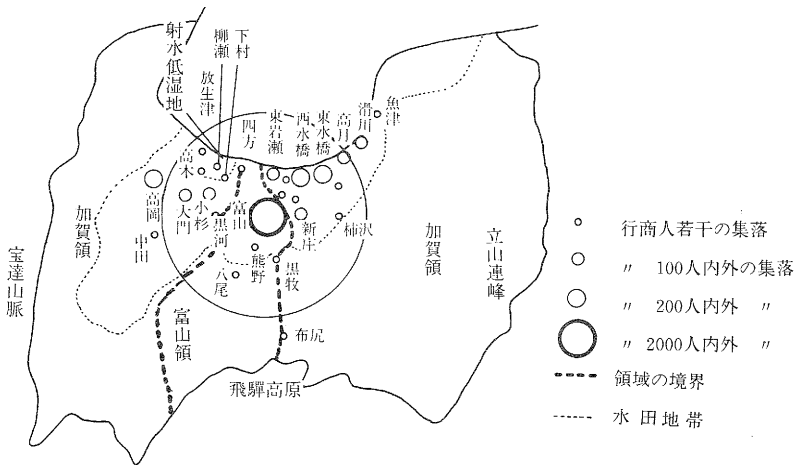 射水低湿地
柳瀬
下村
放生津
四方
東岩瀬
西水橋
東水橋
高月
滑川
魚津
高木
高岡
大門
小杉
黒河
富山
新庄
柿沢
中田
八尾
熊野
黒牧
布尻
加賀領
宝達山脈
富山領
飛驒高原
加賀領
立山連峰
行商人若干の集落
〃 100人内外の集落
〃 200人内外 〃
〃 2000人内外 〃
領域の境界
水田地帯